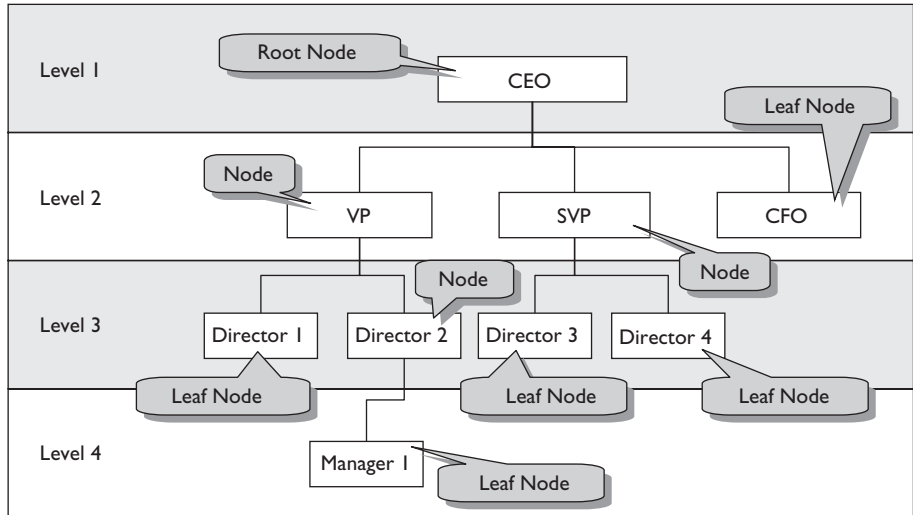 Root Node
Level 1
CEO
Leaf Node
Node
Level 2
VP
SVP
CFO
Node
Node
Level 3
Director 1
Director 2
Director 3
Director 4
Leaf Node
Leaf Node
Leaf Node
Level 4
Manager 1
Leaf Node